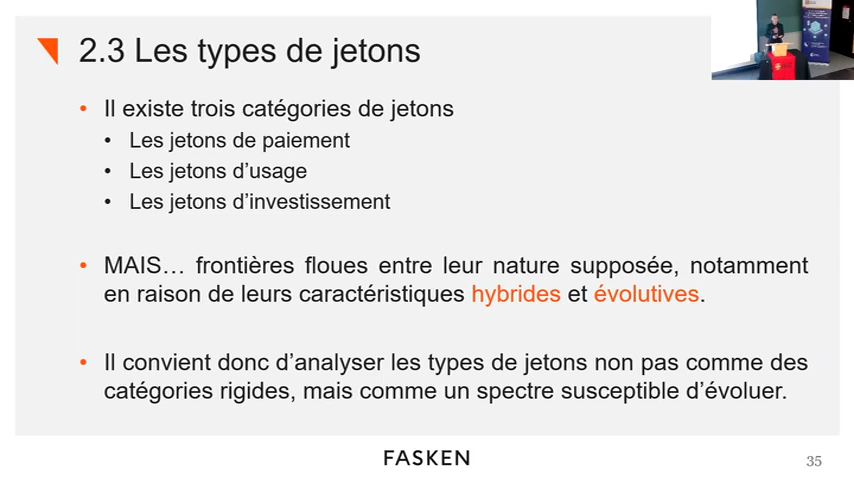 2.3 Les types de jetons
• Il existe trois catégories de jetons
• Les jetons de paiement
• Les jetons d’usage
• Les jetons d’investissement
• MAIS… frontières floues entre leur nature supposée, notamment
en raison de leurs caractéristiques hybrides et évolutives.
• Il convient donc d’analyser les types de jetons non pas comme des
catégories rigides, mais comme un spectre susceptible d’évoluer.
FASKEN
35